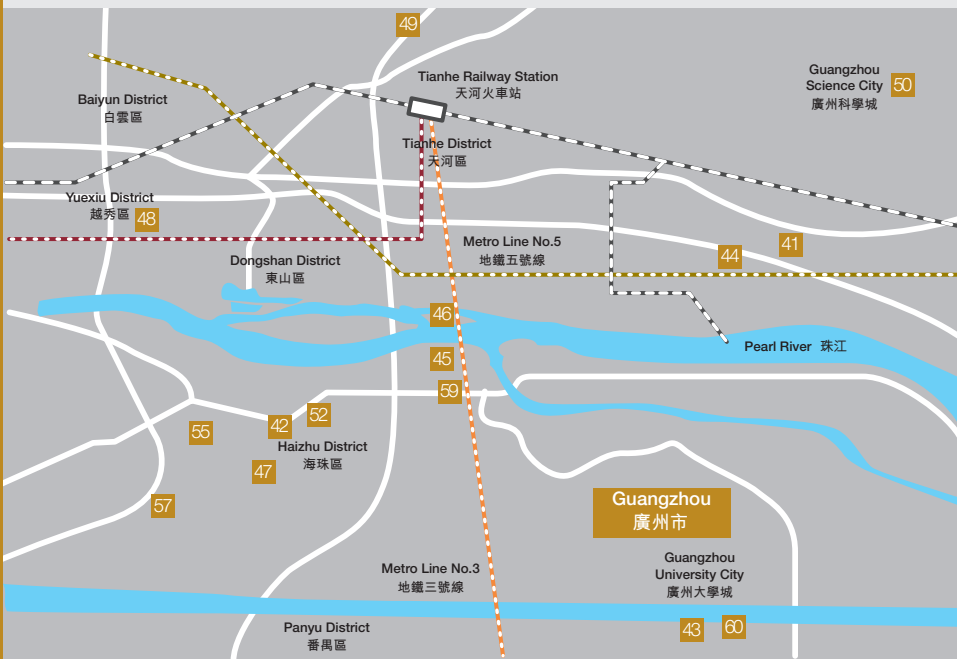 49
Tianhe Railway Station
天河火車站
Guangzhou
Science City
廣州科學城
50
Baiyun District
白雲區
Tianhe District
天河區
Yuexiu District
越秀區
48
Metro Line No.5
地鐵五號線
44
41
Dongshan District
東山區
46
Pearl River 珠江
45
59
52
42
55
Haizhu District
海珠區
47
57
Guangzhou
廣州市
Guangzhou
University City
廣州大學城
Metro Line No.3
地鐵三號線
43
60
Panyu District
番禺區